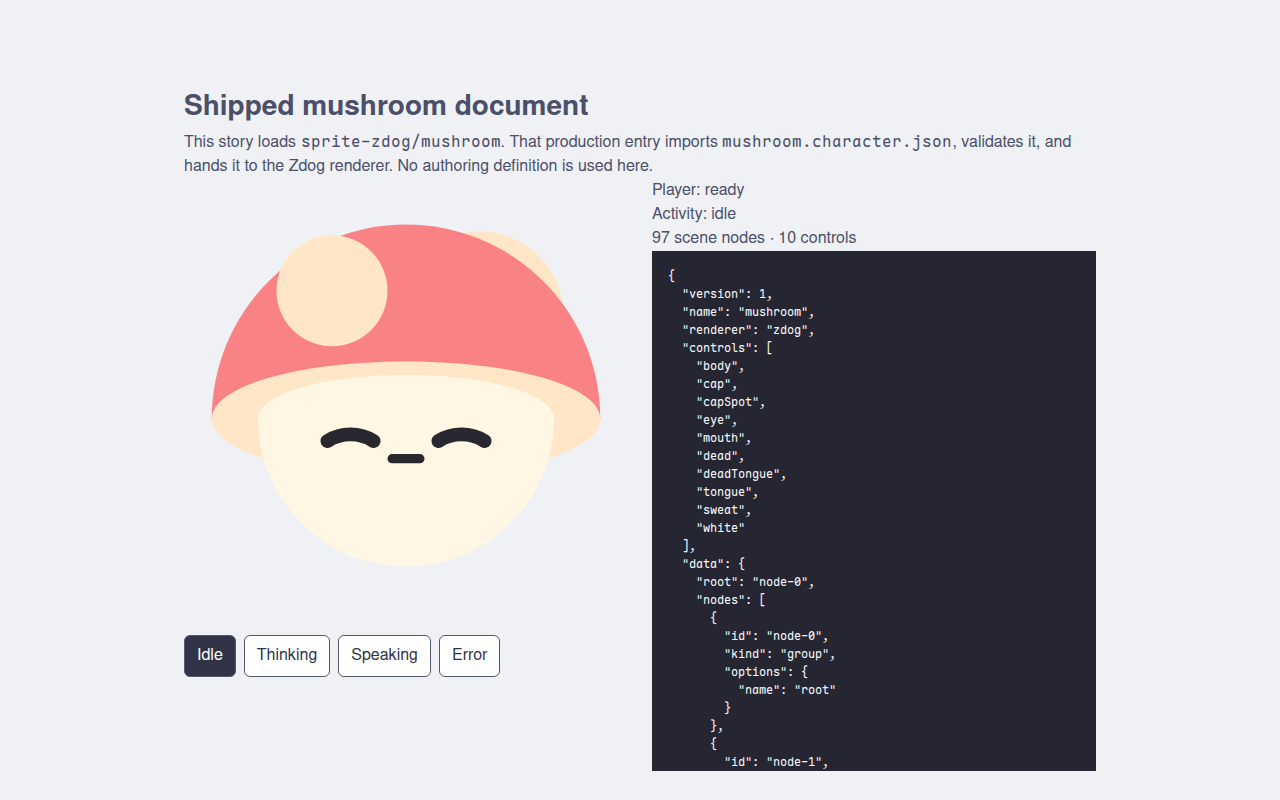 Shipped mushroom document
This story loads sprite-zdog/mushroom. That production entry imports mushroom.character.json, validates it, and
hands it to the Zdog renderer. No authoring definition is used here.
Player: ready
Activity: idle
97 scene nodes · 10 controls
{
  "version": 1,
  "name": "mushroom",
  "renderer": "zdog",
  "controls": [
    "body",
    "cap",
    "capSpot",
    "eye",
    "mouth",
    "dead",
    "deadTongue",
    "tongue",
    "sweat",
    "white"
  ],
  "data": {
    "root": "node-0",
    "nodes": [
      {
        "id": "node-0",
        "kind": "group",
        "options": {
          "name": "root"
        }
      },
      {
        "id": "node-1",
Idle
Thinking
Speaking
Error